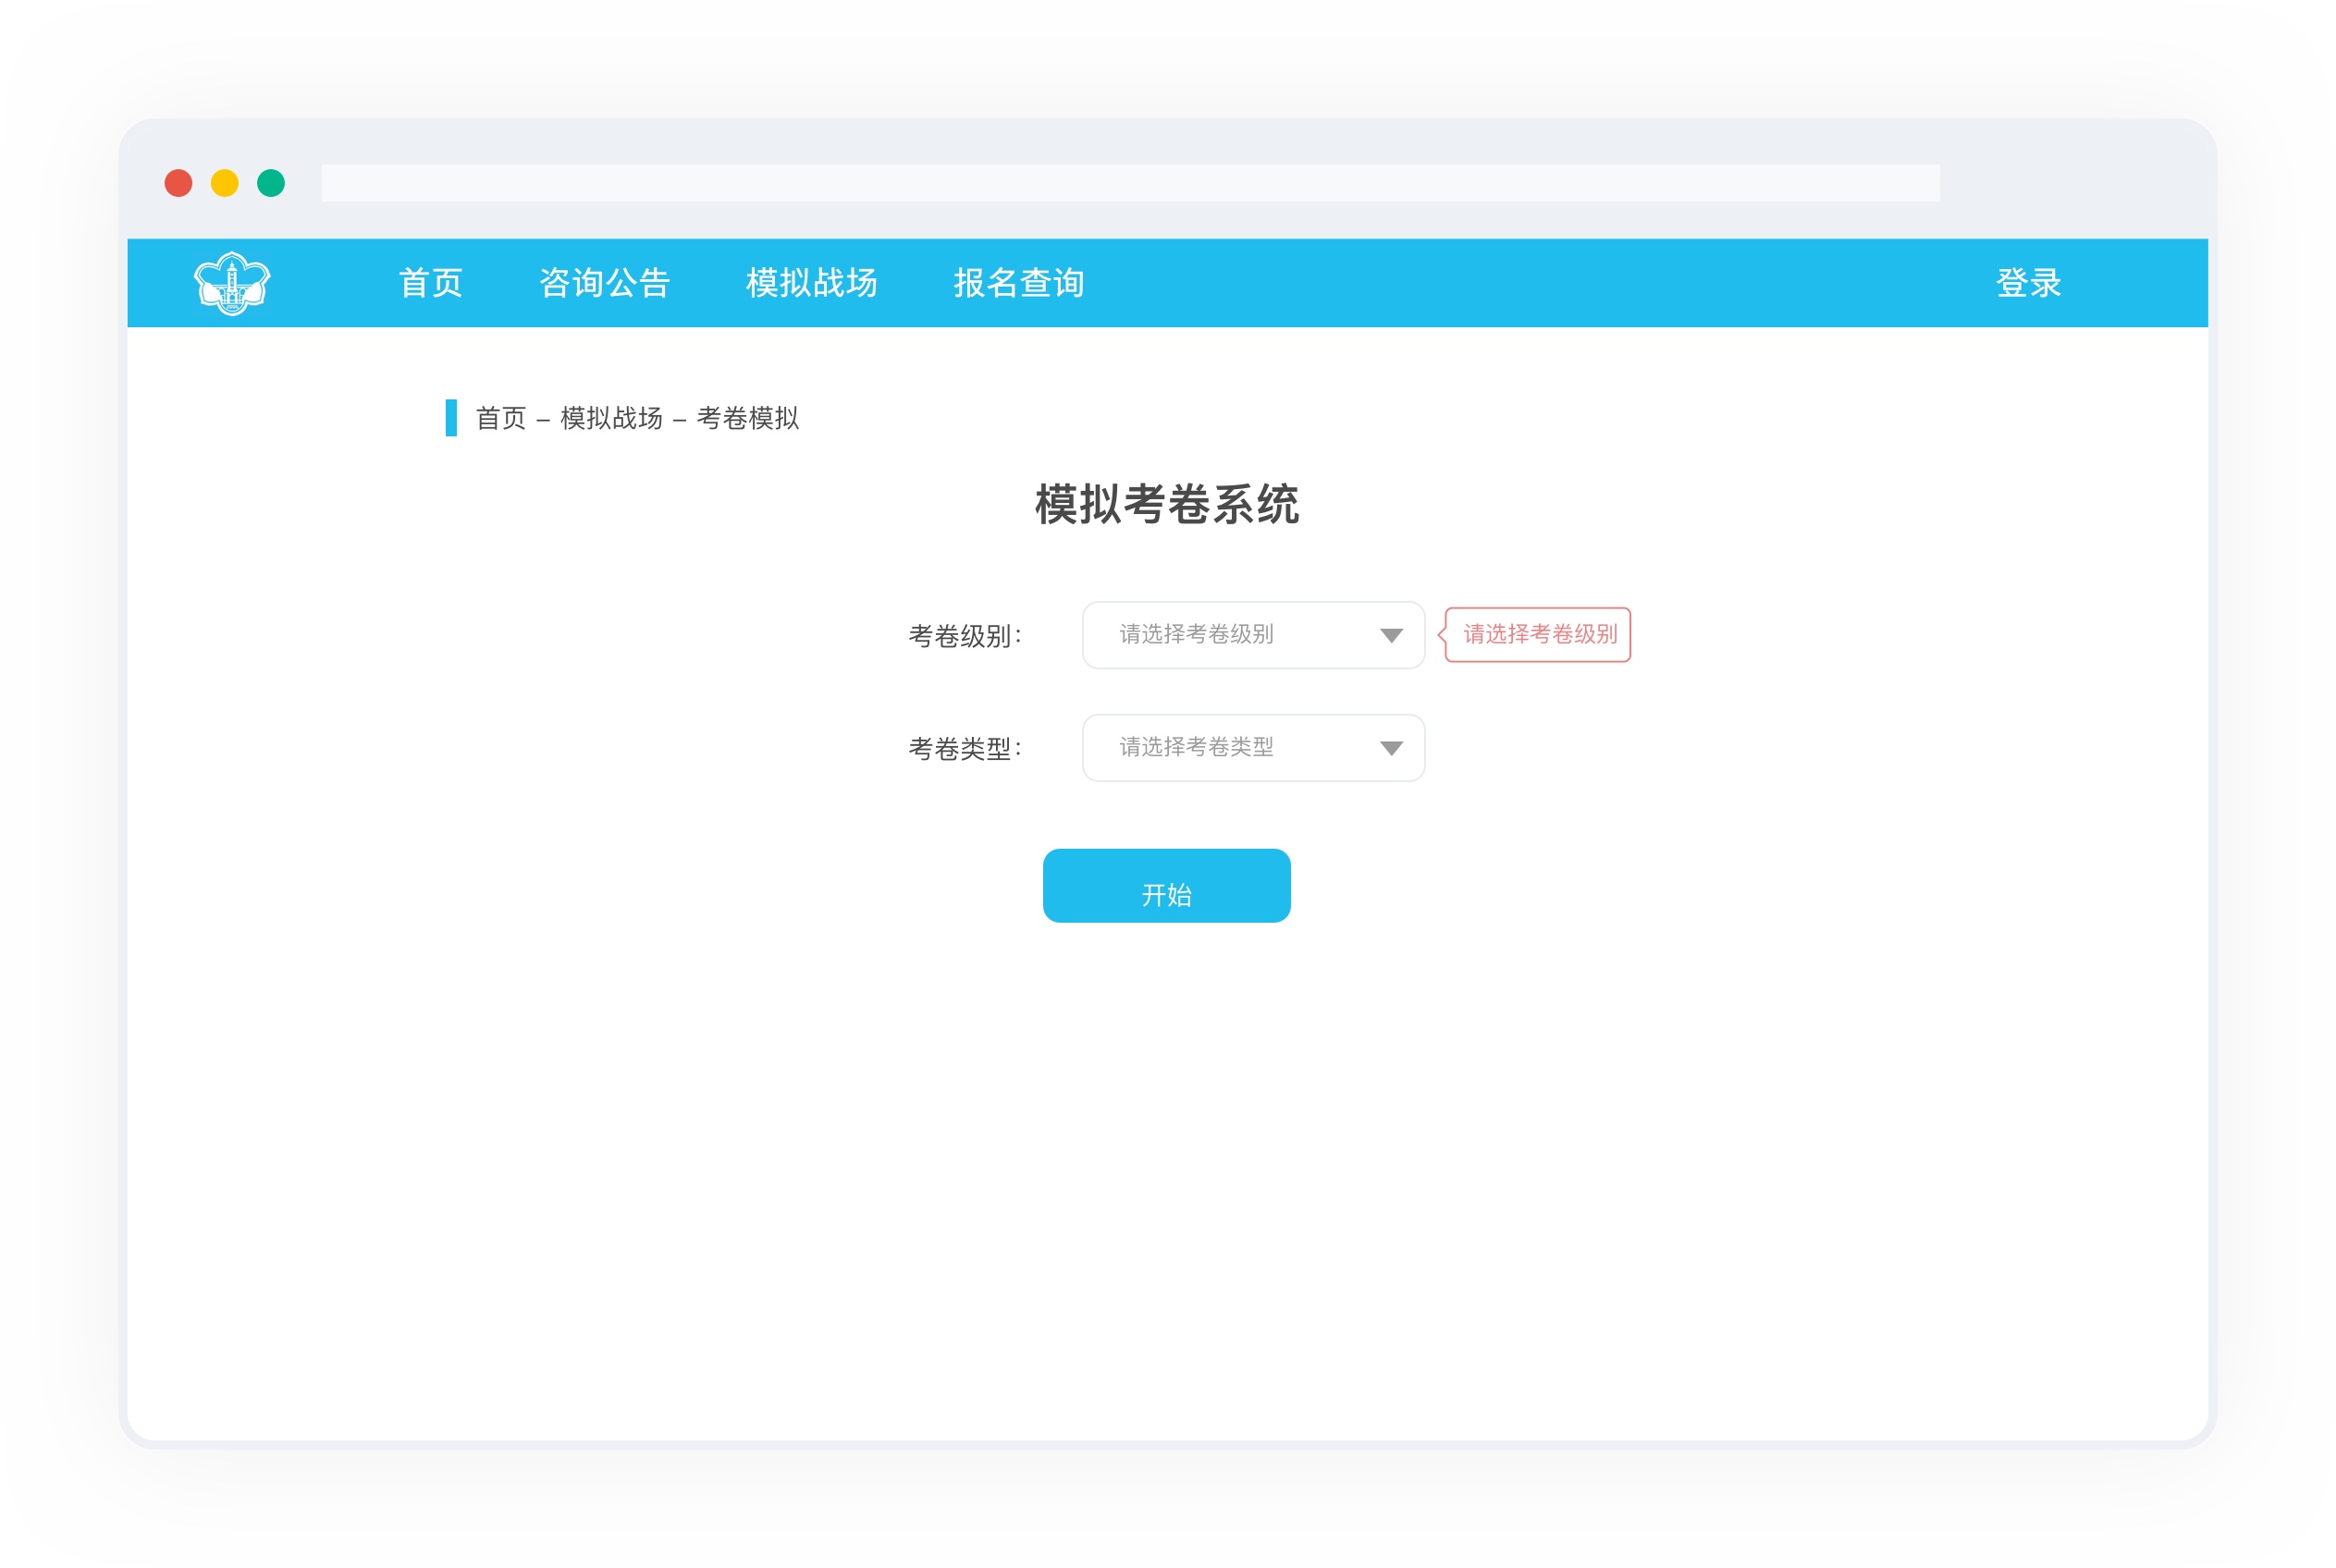 首页 咨询公告 模拟战场 报名查询 登录
首页 – 模拟战场 – 考卷模拟
模拟考卷系统
考卷级别： 请选择考卷级别 请选择考卷级别
考卷类型： 请选择考卷类型
开始